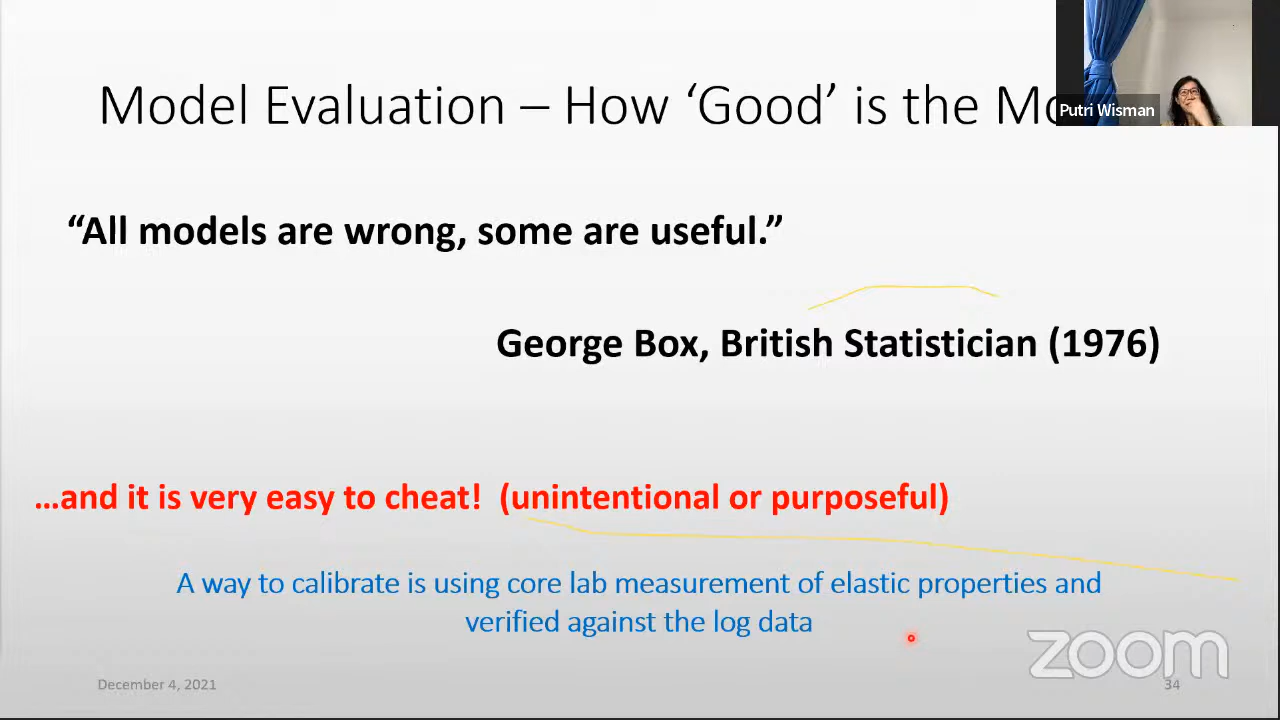 Model Evaluation – How ‘Good’ is the Mo
Putri Wisman
“All models are wrong, some are useful.”
George Box, British Statistician (1976)
...and it is very easy to cheat! (unintentional or purposeful)
A way to calibrate is using core lab measurement of elastic properties and
verified against the log data
zoom
December 4, 2021
34